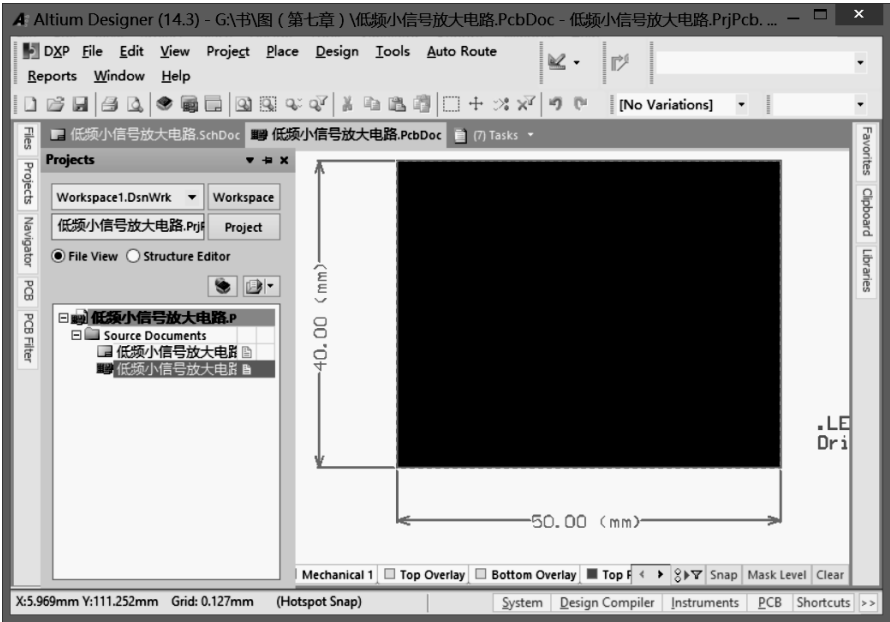 Altium Designer (14.3) - G:\书\图 ( 第七章 ) \低频小信号放大电路.PcbDoc - 低频小信号放大电路.PrjPcb. ...
DXP File Edit View Project Place Design Tools Auto Route
Reports Window Help
[No Variations]
低频小信号放大电路.SchDoc 低频小信号放大电路.PcbDoc (7) Tasks
Files
Projects
Navigator
PCB
PCB Filter
Projects
Workspace1.DsnWrk Workspace
低频小信号放大电路.Prj Project
File View Structure Editor
低频小信号放大电路.P
Source Documents
低频小信号放大电路
低频小信号放大电路
40.00 (mm)
50.00 (mm)
.LE
Dri
Favorites
Clipboard
Libraries
Mechanical 1 Top Overlay Bottom Overlay Top Snap Mask Level Clear
X:5.969mm Y:111.252mm Grid: 0.127mm (Hotspot Snap) System Design Compiler Instruments PCB Shortcuts >>